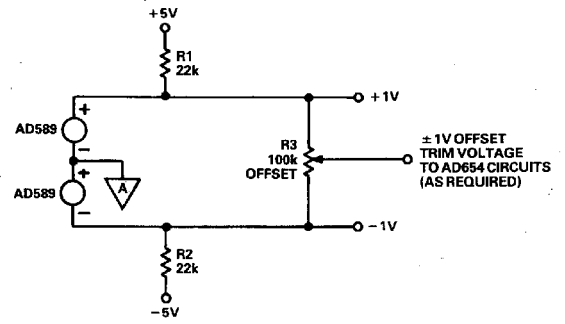 +5V
R1
22k
+1V
+
AD589
−
R3
100k
OFFSET
± 1V OFFSET
TRIM VOLTAGE
TO AD654 CIRCUITS
(AS REQUIRED)
+
A
AD589
−
−1V
R2
22k
−5V